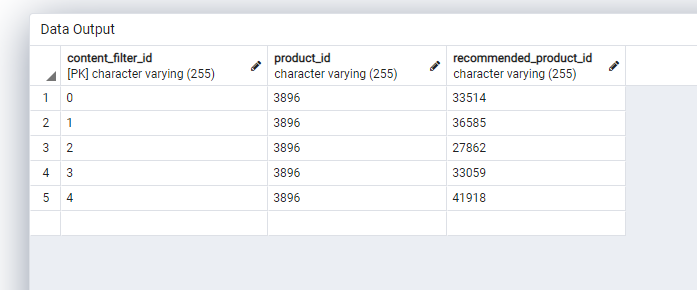 Data Output
content_filter_id product_id recommended_product_id
[PK] character varying (255) character varying (255) character varying (255)
1 0 3896 33514
2 1 3896 36585
3 2 3896 27862
4 3 3896 33059
5 4 3896 41918